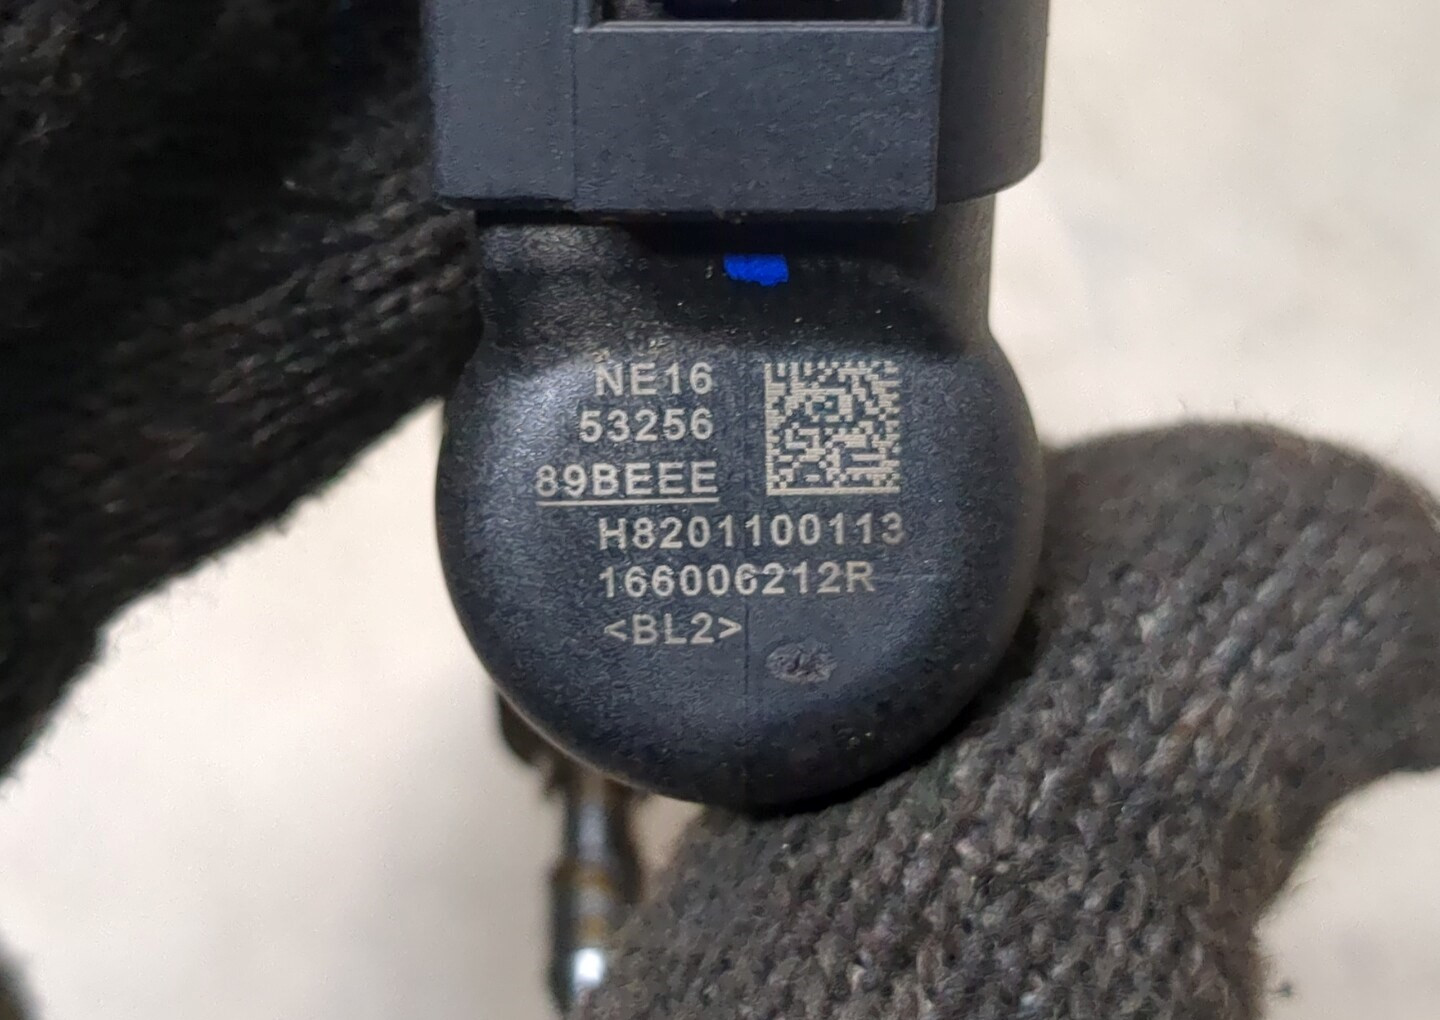 NE16
53256
89BEEE
H8201100113
166006212R
<BL2>